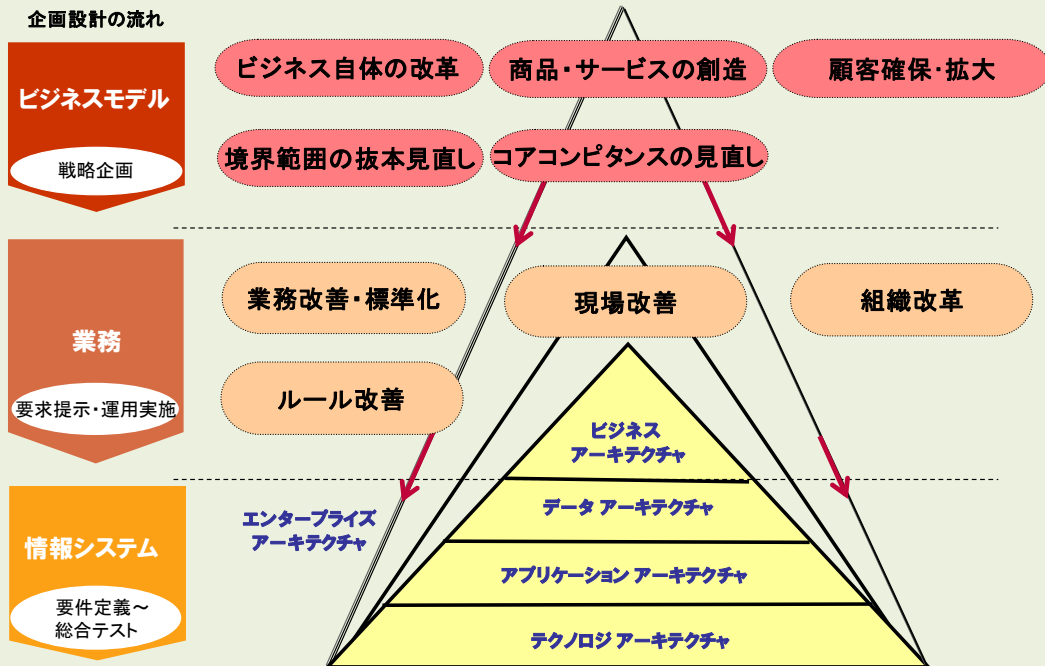 企画設計の流れ
ビジネスモデル
戦略企画
ビジネス自体の改革
商品・サービスの創造
顧客確保・拡大
境界範囲の抜本見直し
コアコンピタンスの見直し
業務
要求提示・運用実施
業務改善・標準化
現場改善
組織改革
ルール改善
ビジネス
アーキテクチャ
情報システム
要件定義～
総合テスト
エンタープライズ
アーキテクチャ
データ アーキテクチャ
アプリケーション アーキテクチャ
テクノロジ アーキテクチャ